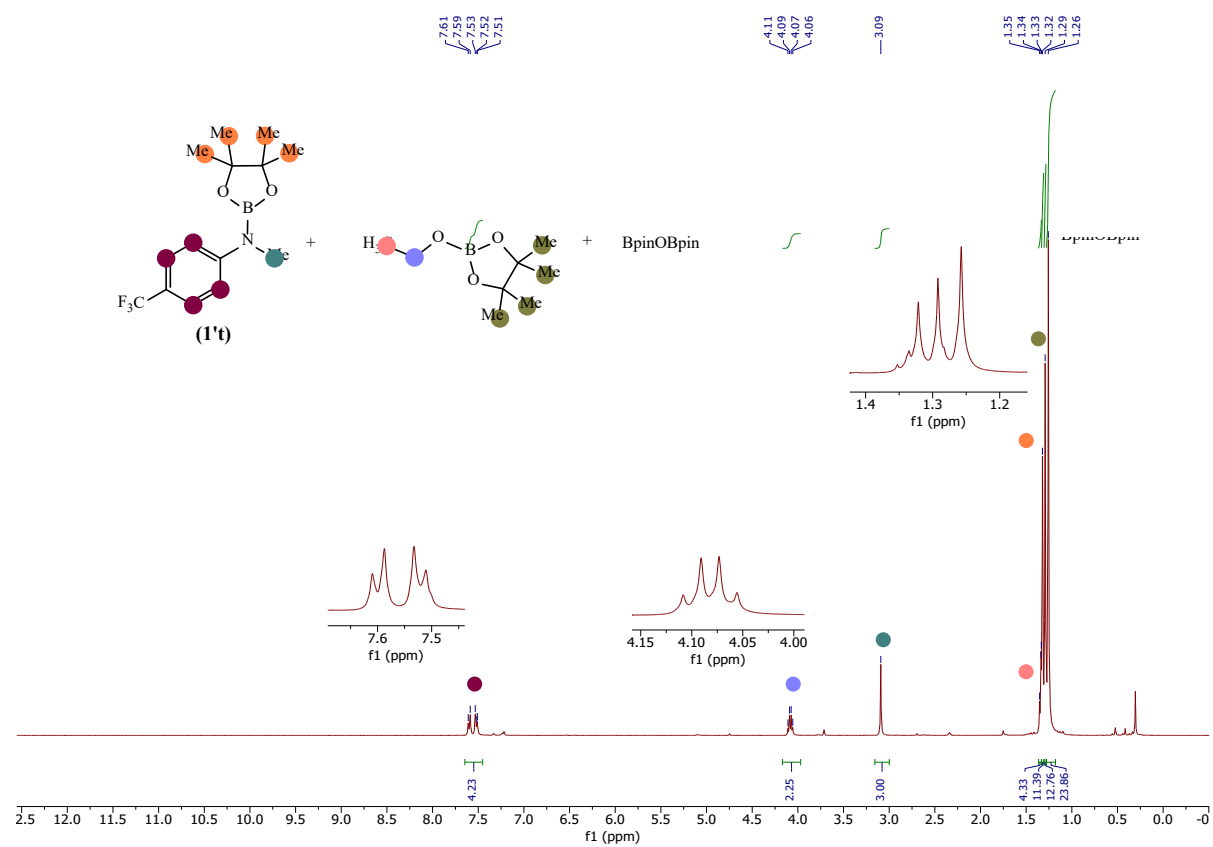 7.61
7.59
7.53
7.52
7.51
4.11
4.09
4.07
4.06
3.09
1.35
1.34
1.33
1.32
1.29
1.26
Me Me
Me Me
O O
B
N
Me
F3C
(1't)
+
H3C
O
B
O
O
Me
Me
Me
Me
+
BpinOBpin
BpinOBpin
1.4 1.3 1.2
f1 (ppm)
7.6 7.5
f1 (ppm)
4.15 4.10 4.05 4.00
f1 (ppm)
4.23
2.25
3.00
4.33
11.39
12.76
23.86
2.5 12.0 11.5 11.0 10.5 10.0 9.5 9.0 8.5 8.0 7.5 7.0 6.5 6.0 5.5 5.0 4.5 4.0 3.5 3.0 2.5 2.0 1.5 1.0 0.5 0.0 -0
f1 (ppm)